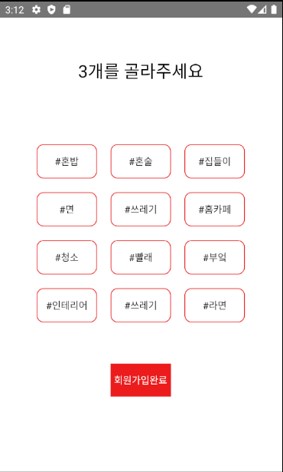 3:12
3개를 골라주세요
#혼밥 #혼술 #집들이
#면 #쓰레기 #홈카페
#청소 #빨래 #부엌
#인테리어 #쓰레기 #라면
회원가입완료